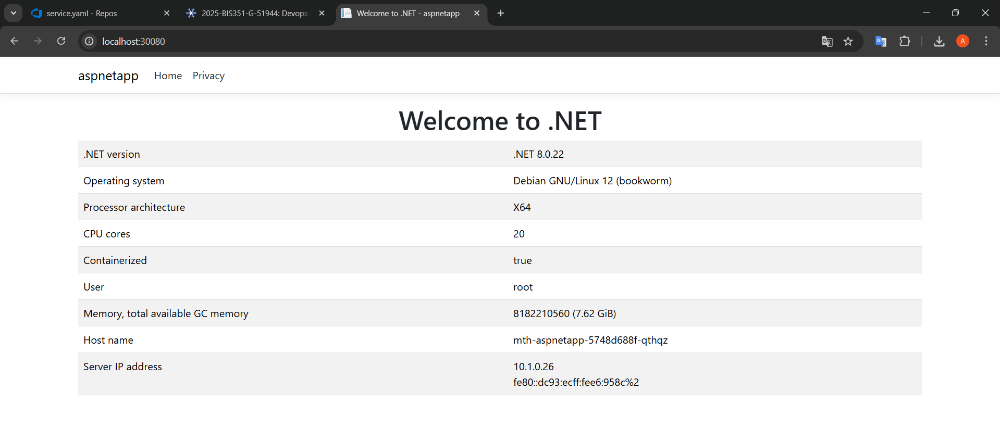 service.yaml - Repos
2025-BIS351-G-51944: Devops
Welcome to .NET - aspnetapp
localhost:30080
A
aspnetapp Home Privacy
Welcome to .NET
.NET version .NET 8.0.22
Operating system Debian GNU/Linux 12 (bookworm)
Processor architecture X64
CPU cores 20
Containerized true
User root
Memory, total available GC memory 8182210560 (7.62 GiB)
Host name mth-aspnetapp-5748d688f-qthqz
Server IP address 10.1.0.26
fe80::dc93:ecff:fee6:958c%2